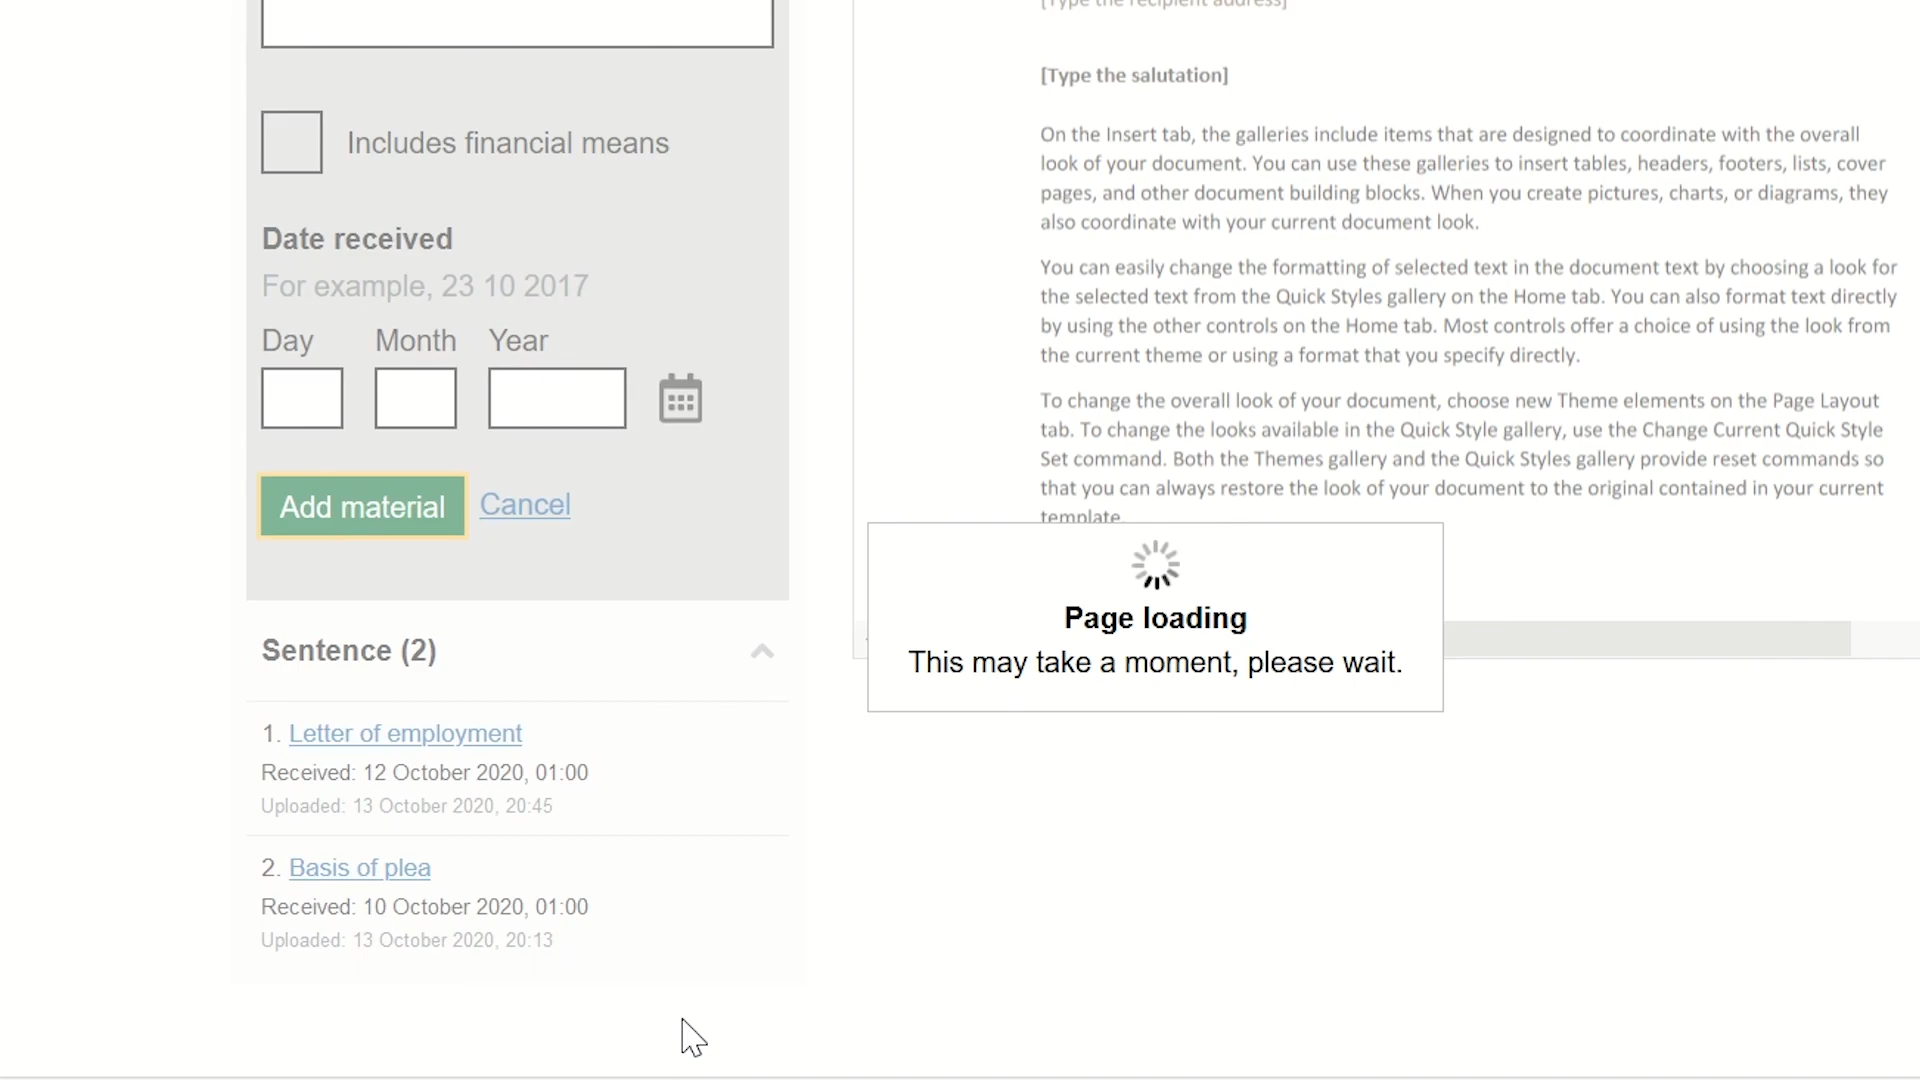 Includes financial means
Date received
For example, 23 10 2017
Day Month Year
Add material Cancel
Sentence (2)
1. Letter of employment
Received: 12 October 2020, 01:00
Uploaded: 13 October 2020, 20:45
2. Basis of plea
Received: 10 October 2020, 01:00
Uploaded: 13 October 2020, 20:13
[Type the recipient address]
[Type the salutation]
On the Insert tab, the galleries include items that are designed to coordinate with the overall
look of your document. You can use these galleries to insert tables, headers, footers, lists, cover
pages, and other document building blocks. When you create pictures, charts, or diagrams, they
also coordinate with your current document look.
You can easily change the formatting of selected text in the document text by choosing a look for
the selected text from the Quick Styles gallery on the Home tab. You can also format text directly
by using the other controls on the Home tab. Most controls offer a choice of using the look from
the current theme or using a format that you specify directly.
To change the overall look of your document, choose new Theme elements on the Page Layout
tab. To change the looks available in the Quick Style gallery, use the Change Current Quick Style
Set command. Both the Themes gallery and the Quick Styles gallery provide reset commands so
that you can always restore the look of your document to the original contained in your current
template.
Page loading
This may take a moment, please wait.